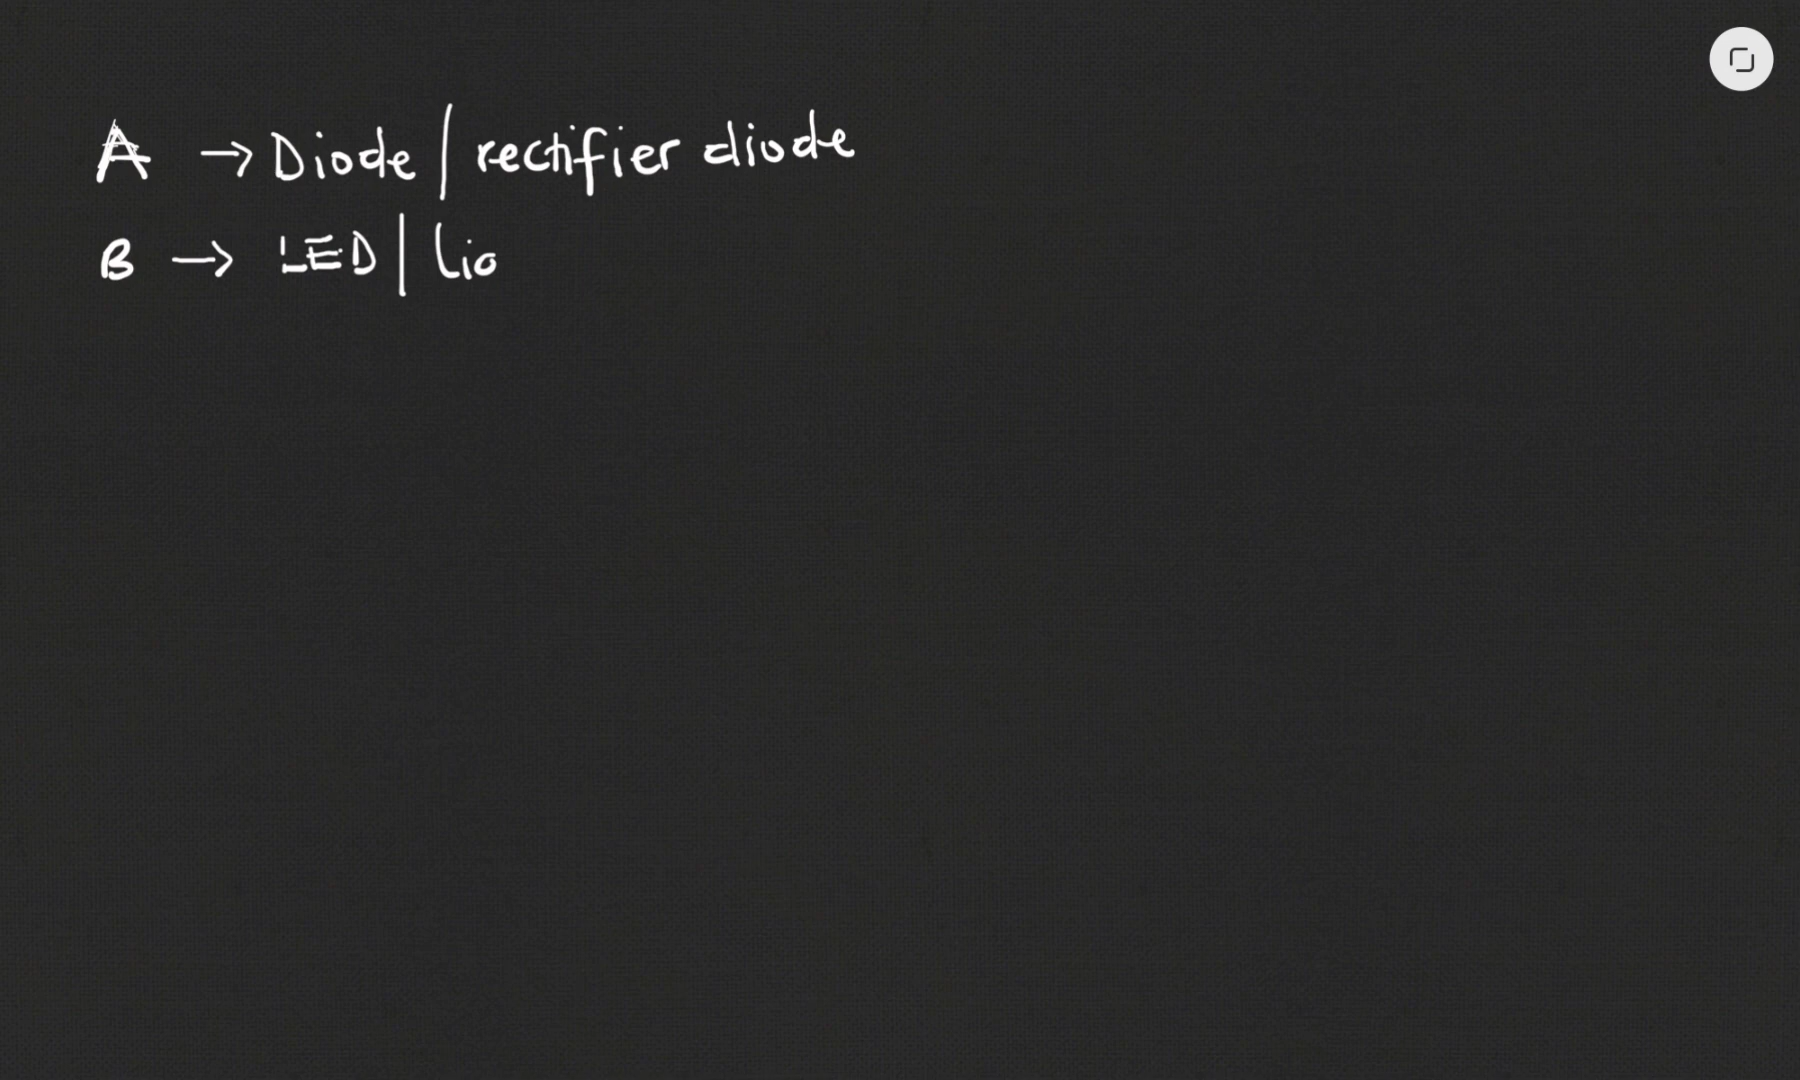 A → Diode / rectifier diode
B → LED | Lio